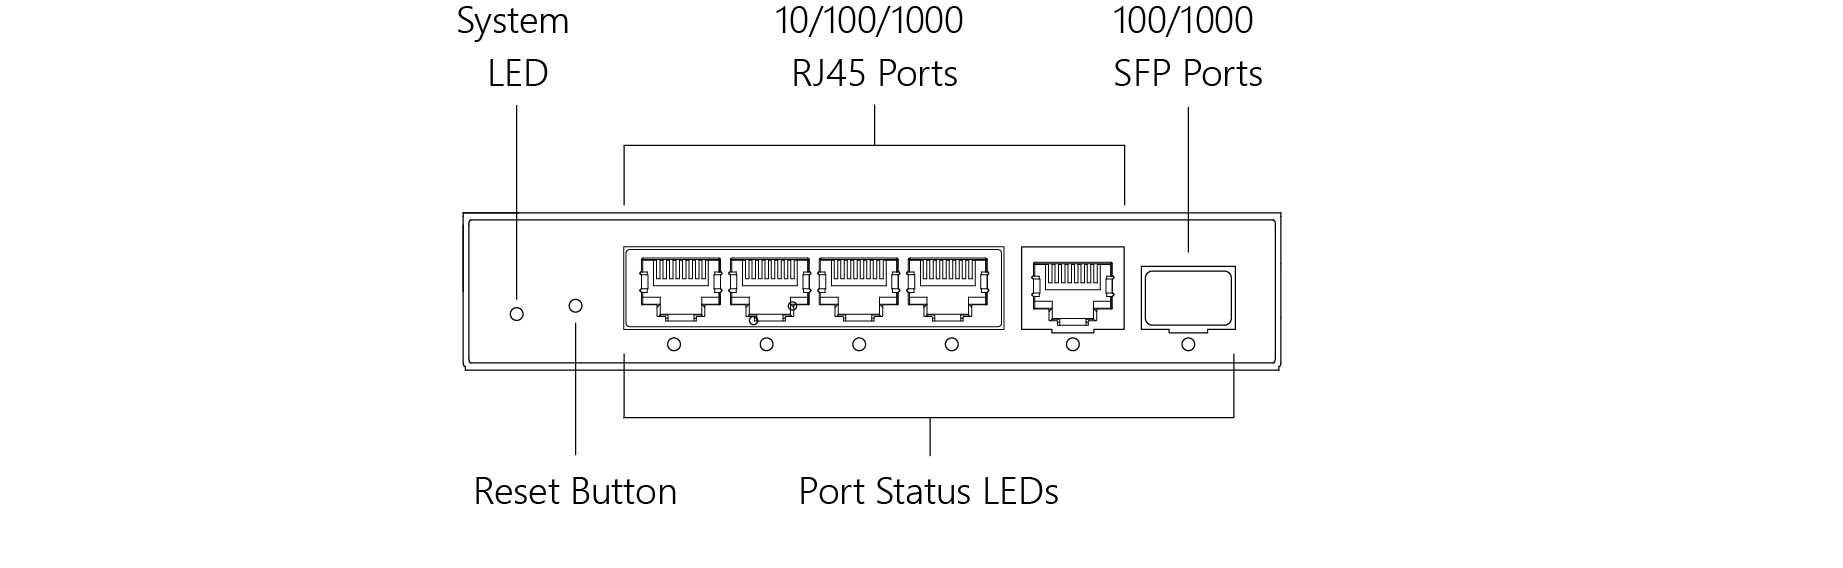 System
LED
10/100/1000
RJ45 Ports
100/1000
SFP Ports
Reset Button
Port Status LEDs